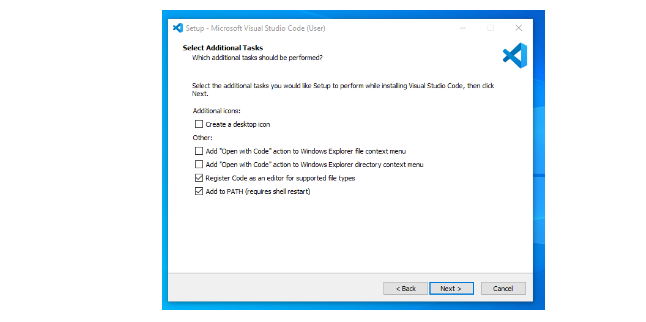 Setup - Microsoft Visual Studio Code (User)
Select Additional Tasks
Which additional tasks should be performed?
Select the additional tasks you would like Setup to perform while installing Visual Studio Code, then click
Next.
Additional icons:
Create a desktop icon
Other:
Add "Open with Code" action to Windows Explorer file context menu
Add "Open with Code" action to Windows Explorer directory context menu
Register Code as an editor for supported file types
Add to PATH (requires shell restart)
< Back Next > Cancel